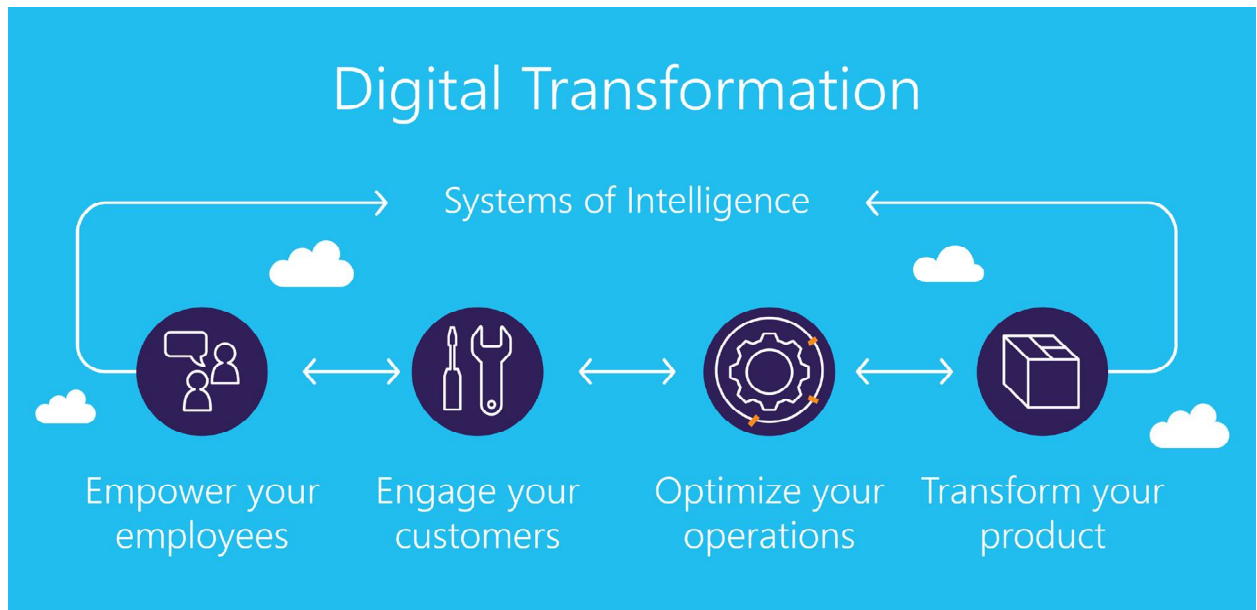 Digital Transformation
Systems of Intelligence
Empower your
employees
Engage your
customers
Optimize your
operations
Transform your
product